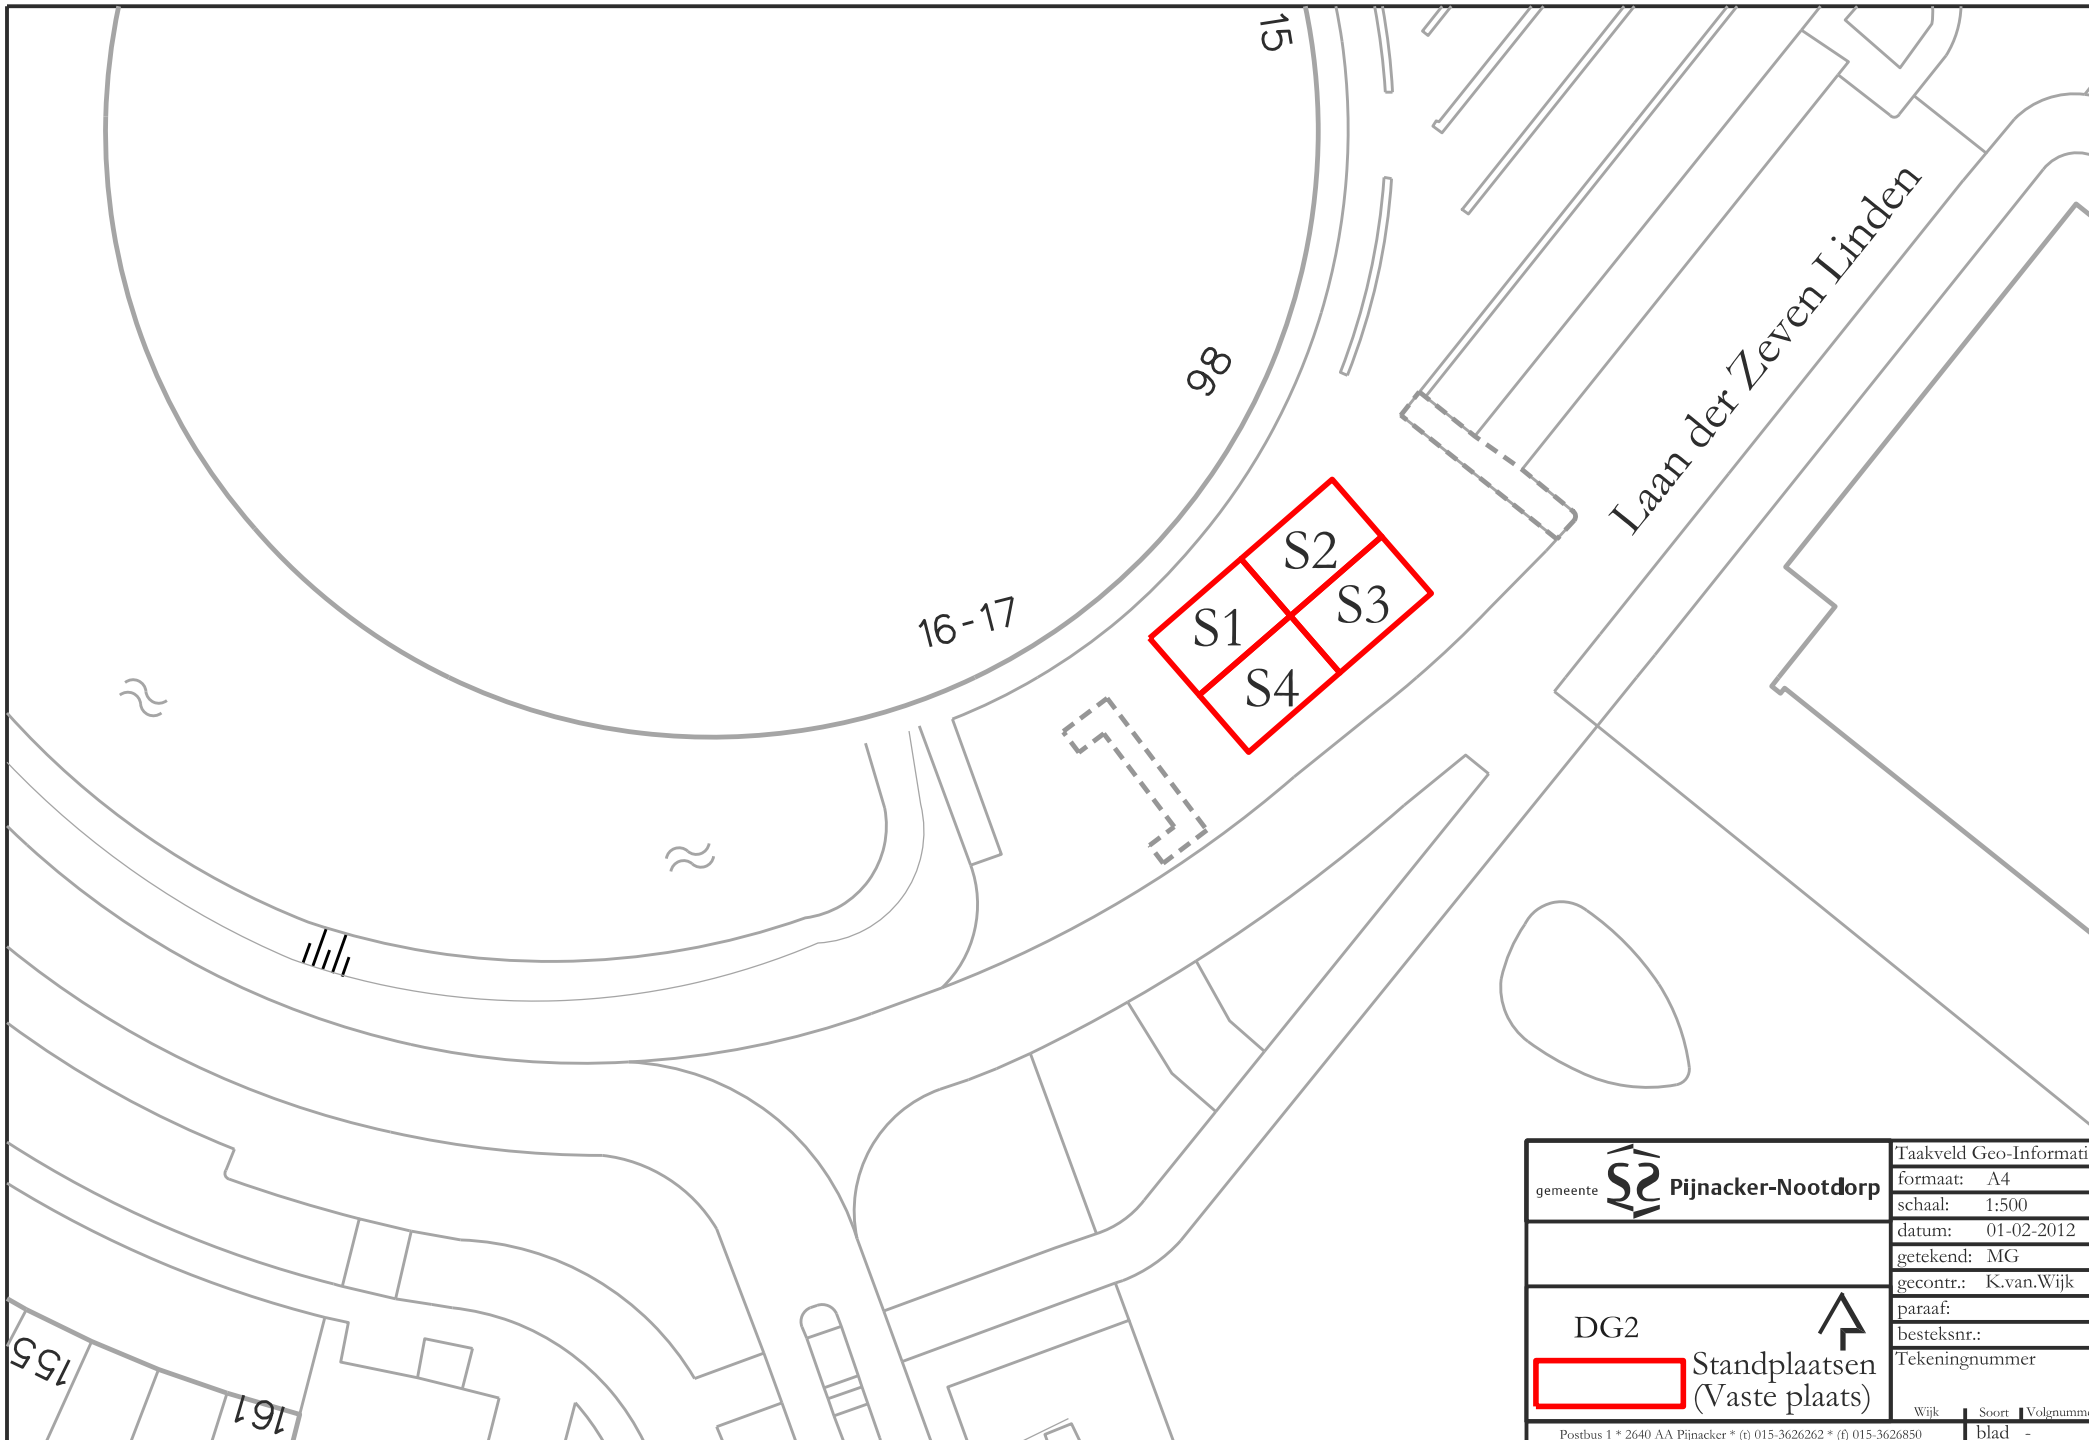 15
98
16-17
Laan der Zeven Linden
S2
S1
S3
S4
155
161
gemeente Pijnacker-Nootdorp
DG2
Standplaatsen
(Vaste plaats)
Taakveld Geo-Informati
formaat: A4
schaal: 1:500
datum: 01-02-2012
getekend: MG
gecontr.: K.van.Wijk
paraaf:
besteksnr.:
Tekeningnummer
Wijk Soort Volgnumme
blad -
Postbus 1 * 2640 AA Pijnacker * (t) 015-3626262 * (f) 015-3626850